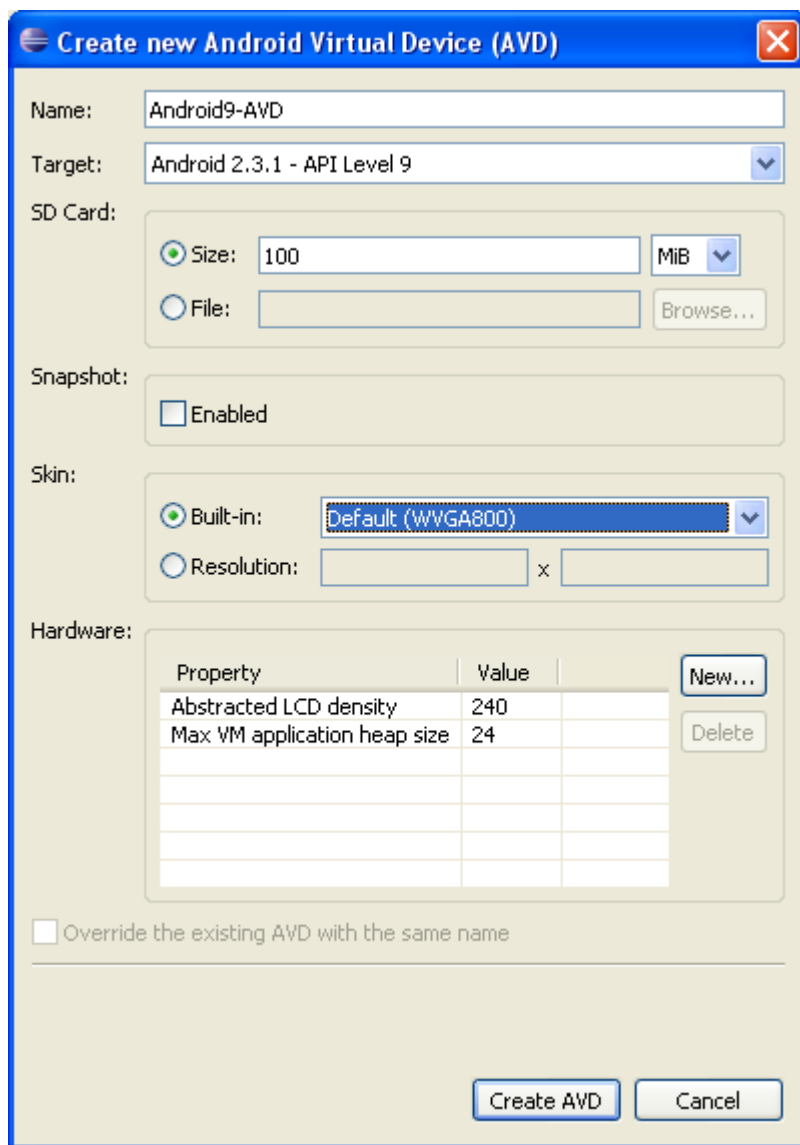 Create new Android Virtual Device (AVD)
Name: Android9-AVD
Target: Android 2.3.1 - API Level 9
SD Card:
Size: 100 MiB
File: Browse...
Snapshot:
Enabled
Skin:
Built-in: Default (WVGA800)
Resolution: x
Hardware:
Property Value New...
Abstracted LCD density 240
Max VM application heap size 24 Delete
Override the existing AVD with the same name
Create AVD Cancel